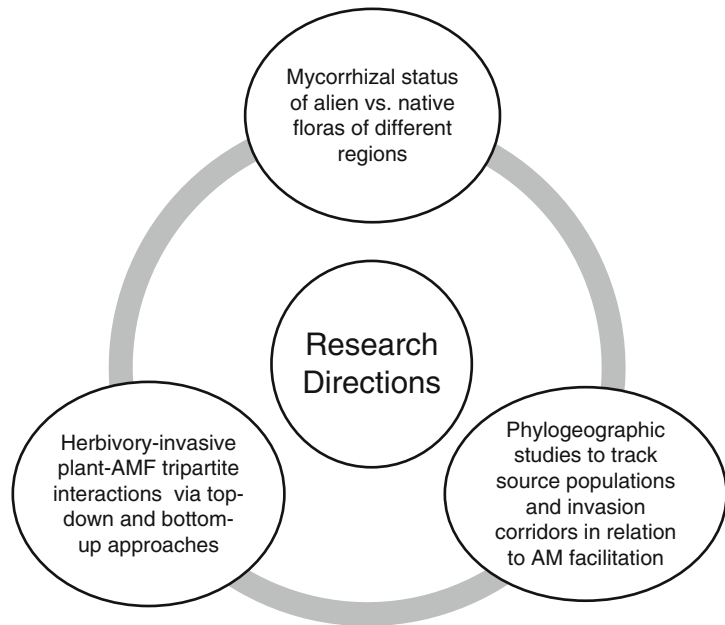 Mycorrhizal status
of alien vs. native
floras of different
regions
Research
Directions
Herbivory-invasive
plant-AMF tripartite
interactions via top-
down and bottom-
up approaches
Phylogeographic
studies to track
source populations
and invasion
corridors in relation
to AM facilitation